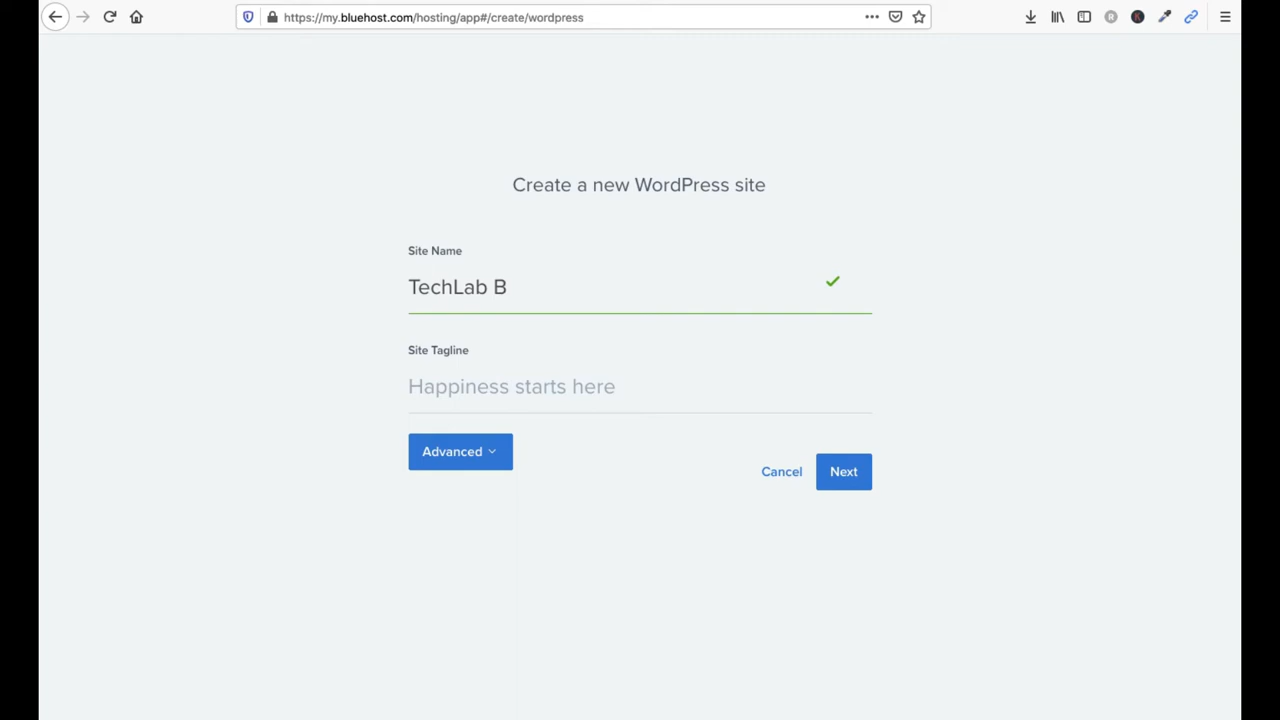 https://my.bluehost.com/hosting/app#/create/wordpress
Create a new WordPress site
Site Name
TechLab B
Site Tagline
Happiness starts here
Advanced
Cancel
Next